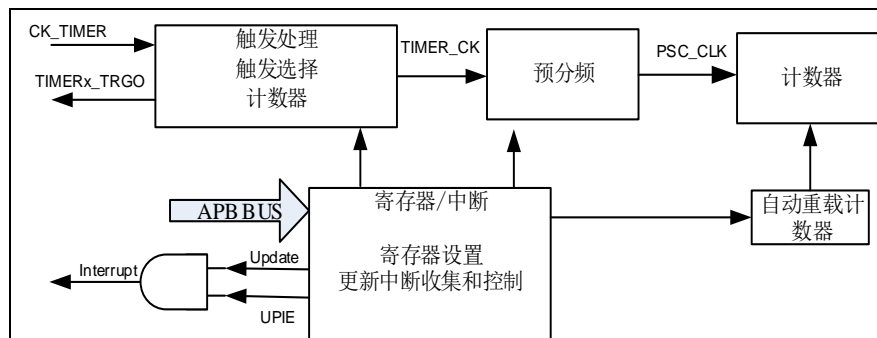 CK_TIMER
TIMERx_TRGO
触发处理
触发选择
计数器
TIMER_CK
预分频
PSC_CLK
计数器
APB BUS
寄存器/中断
寄存器设置
更新中断收集和控制
自动重载计
数器
Interrupt
Update
UPIE